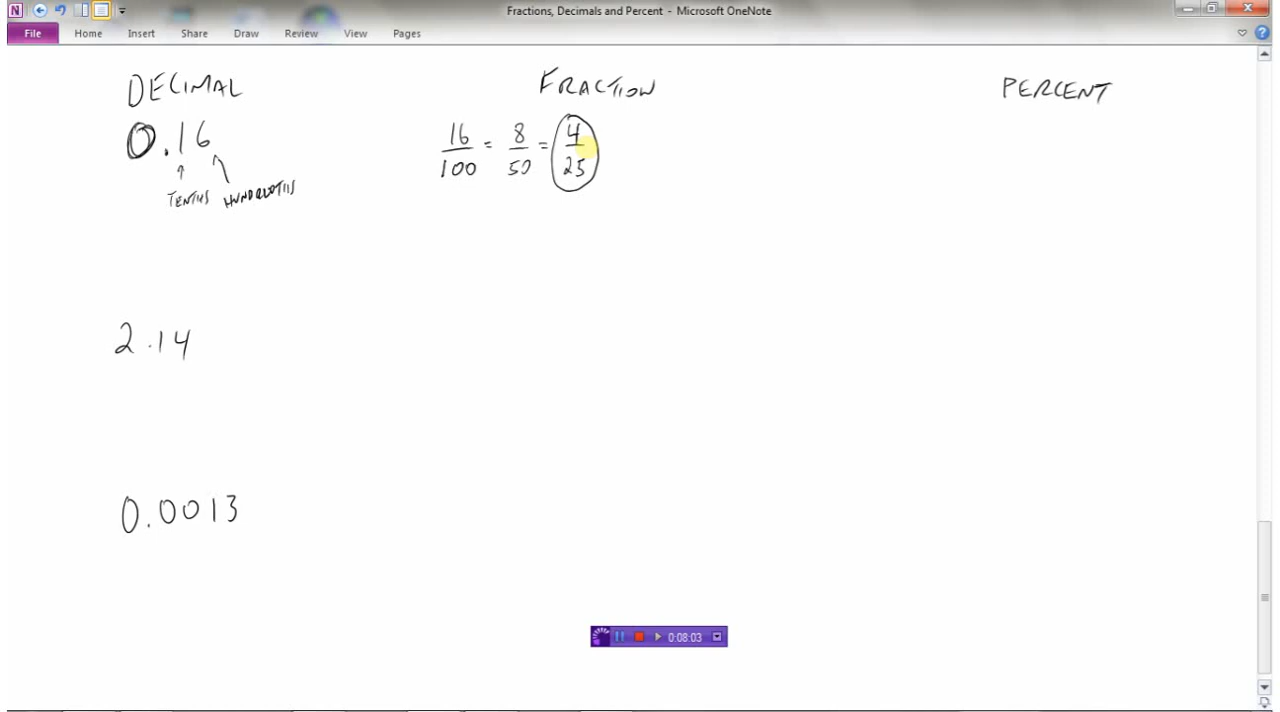 Fractions, Decimals and Percent - Microsoft OneNote
File Home Insert Share Draw Review View Pages
DECIMAL FRACTION PERCENT
0.16 16/100 = 8/50 = 4/25
TENTHS HUNDREDTHS
2.14
0.0013
0:08:03